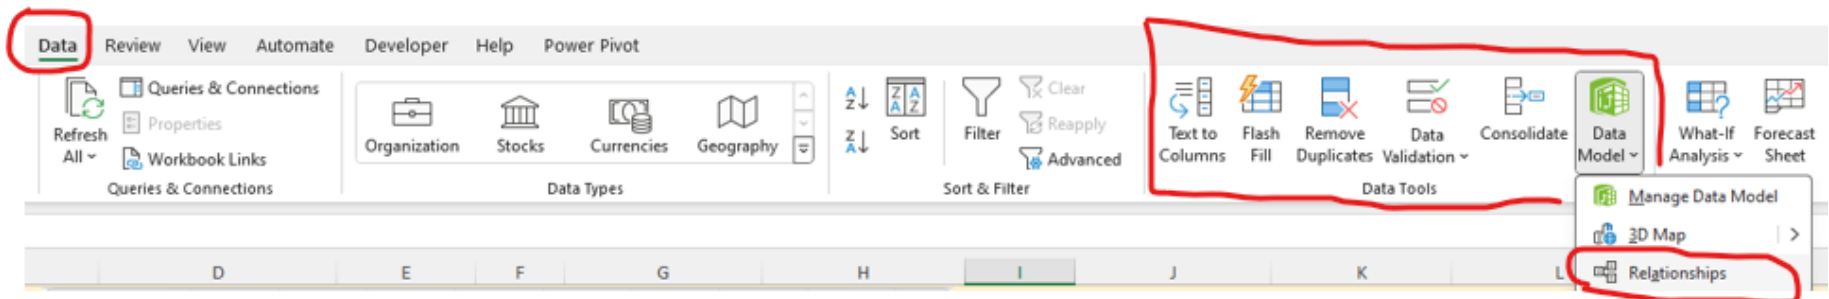 Data Review View Automate Developer Help Power Pivot
Queries & Connections
Properties
Workbook Links
Refresh
All
Queries & Connections
Organization Stocks Currencies Geography
Data Types
Sort
Filter
Clear
Reapply
Advanced
Sort & Filter
Text to
Columns
Flash
Fill
Remove
Duplicates
Data
Validation
Consolidate
Data
Model
Data Tools
What-If
Analysis
Forecast
Sheet
Manage Data Model
3D Map
Relationships
D E F G H I J K L